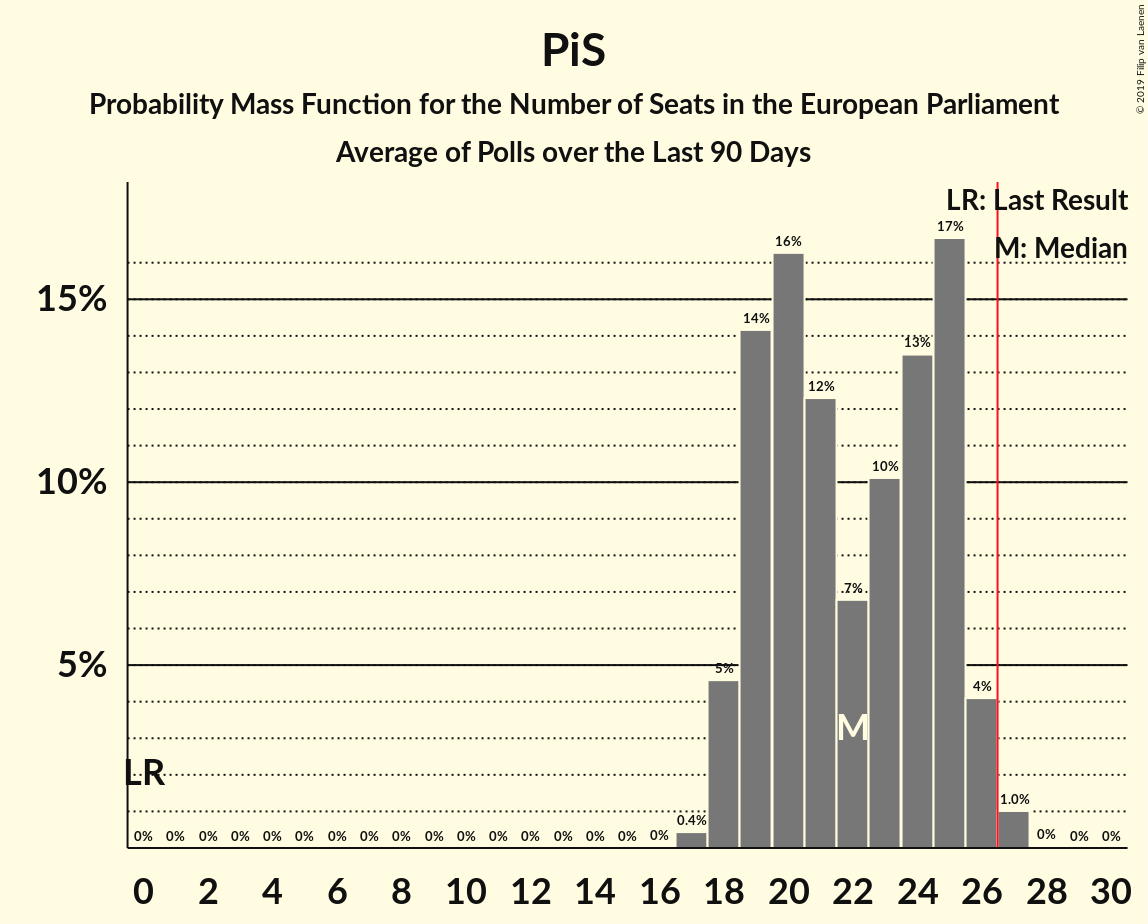 PiS
Probability Mass Function for the Number of Seats in the European Parliament
Average of Polls over the Last 90 Days
© 2019 Filip van Laenen
LR: Last Result
M: Median
17%
16%
15%
14%
13%
12%
10%
10%
7%
5%
5%
4%
M
LR
1.0%
0.4%
0% 0% 0% 0% 0% 0% 0% 0% 0% 0% 0% 0% 0% 0% 0% 0% 0% 0% 0% 0%
0 2 4 6 8 10 12 14 16 18 20 22 24 26 28 30